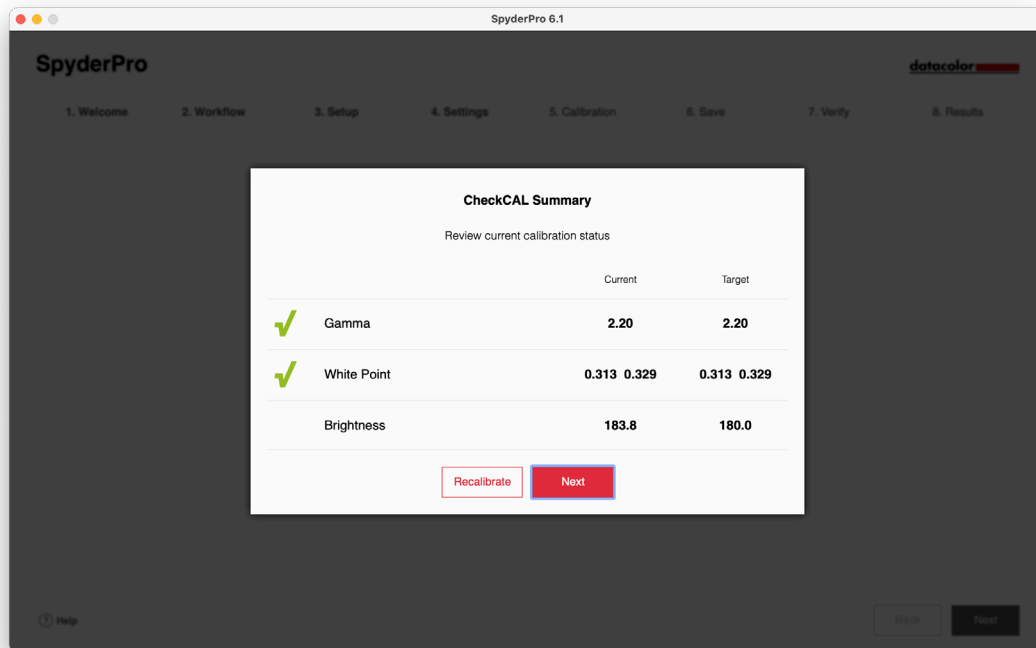 SpyderPro 6.1
SpyderPro
datacolor
1. Welcome 2. Workflow 3. Setup 4. Settings 5. Calibration 6. Save 7. Verify 8. Results
CheckCAL Summary
Review current calibration status
Current Target
Gamma 2.20 2.20
White Point 0.313 0.329 0.313 0.329
Brightness 183.8 180.0
Recalibrate Next
? Help Back Next